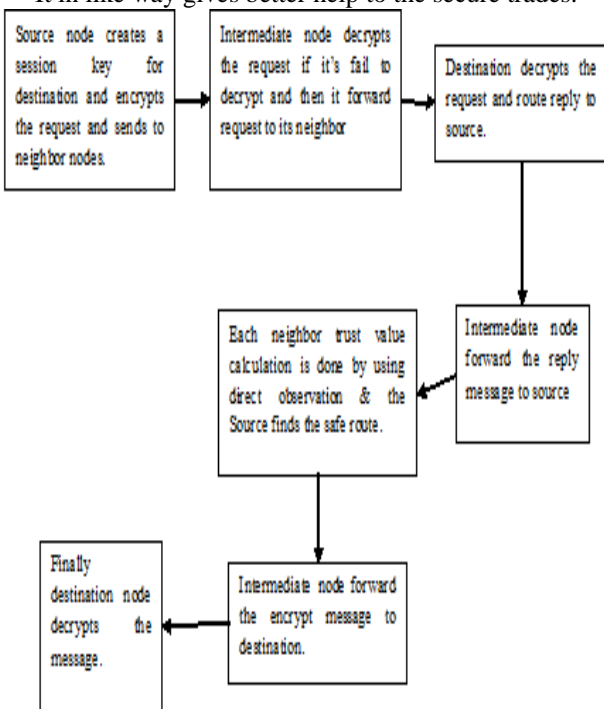 It in like way gives better help to the secure trades.
Source node creates a
session key for
destination and encrypts
the request and sends to
neighbor nodes.
Intermediate node decrypts
the request if it's fail to
decrypt and then it forward
request to its neighbor
Destination decrypts the
request and route reply to
source.
Intermediate node
forward the reply
message to source
Each neighbor trust value
calculation is done by using
direct observation & the
Source finds the safe route.
Intermediate node forward
the encrypt message to
destination.
Finally
destination node
decrypts the
message.